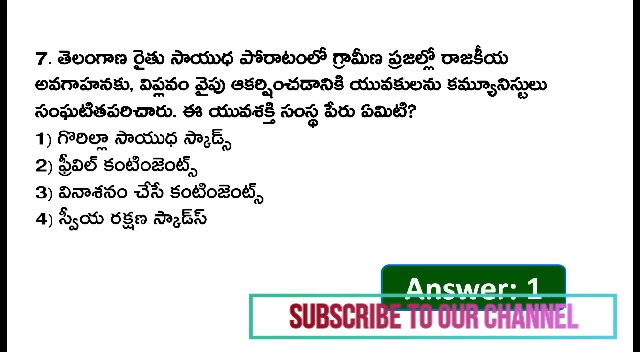 7. తెలంగాణ రైతు సాయుధ పోరాటంలో గ్రామీణ ప్రజల్లో రాజకీయ
అవగాహనకు, విప్లవం వైపు ఆకర్షించడానికి యువకులను కమ్యూనిస్టులు
సంఘటితపరిచారు. ఈ యువశక్తి సంస్థ పేరు ఏమిటి?
1) గొరిల్లా సాయుధ స్కాడ్స్
2) ఫ్రీవిల్ కంటింజెంట్స్
3) వినాశనం చేసే కంటింజెంట్స్
4) స్వీయ రక్షణ స్కాడ్‌స్
Answer: 1
SUBSCRIBE TO OUR CHANNEL